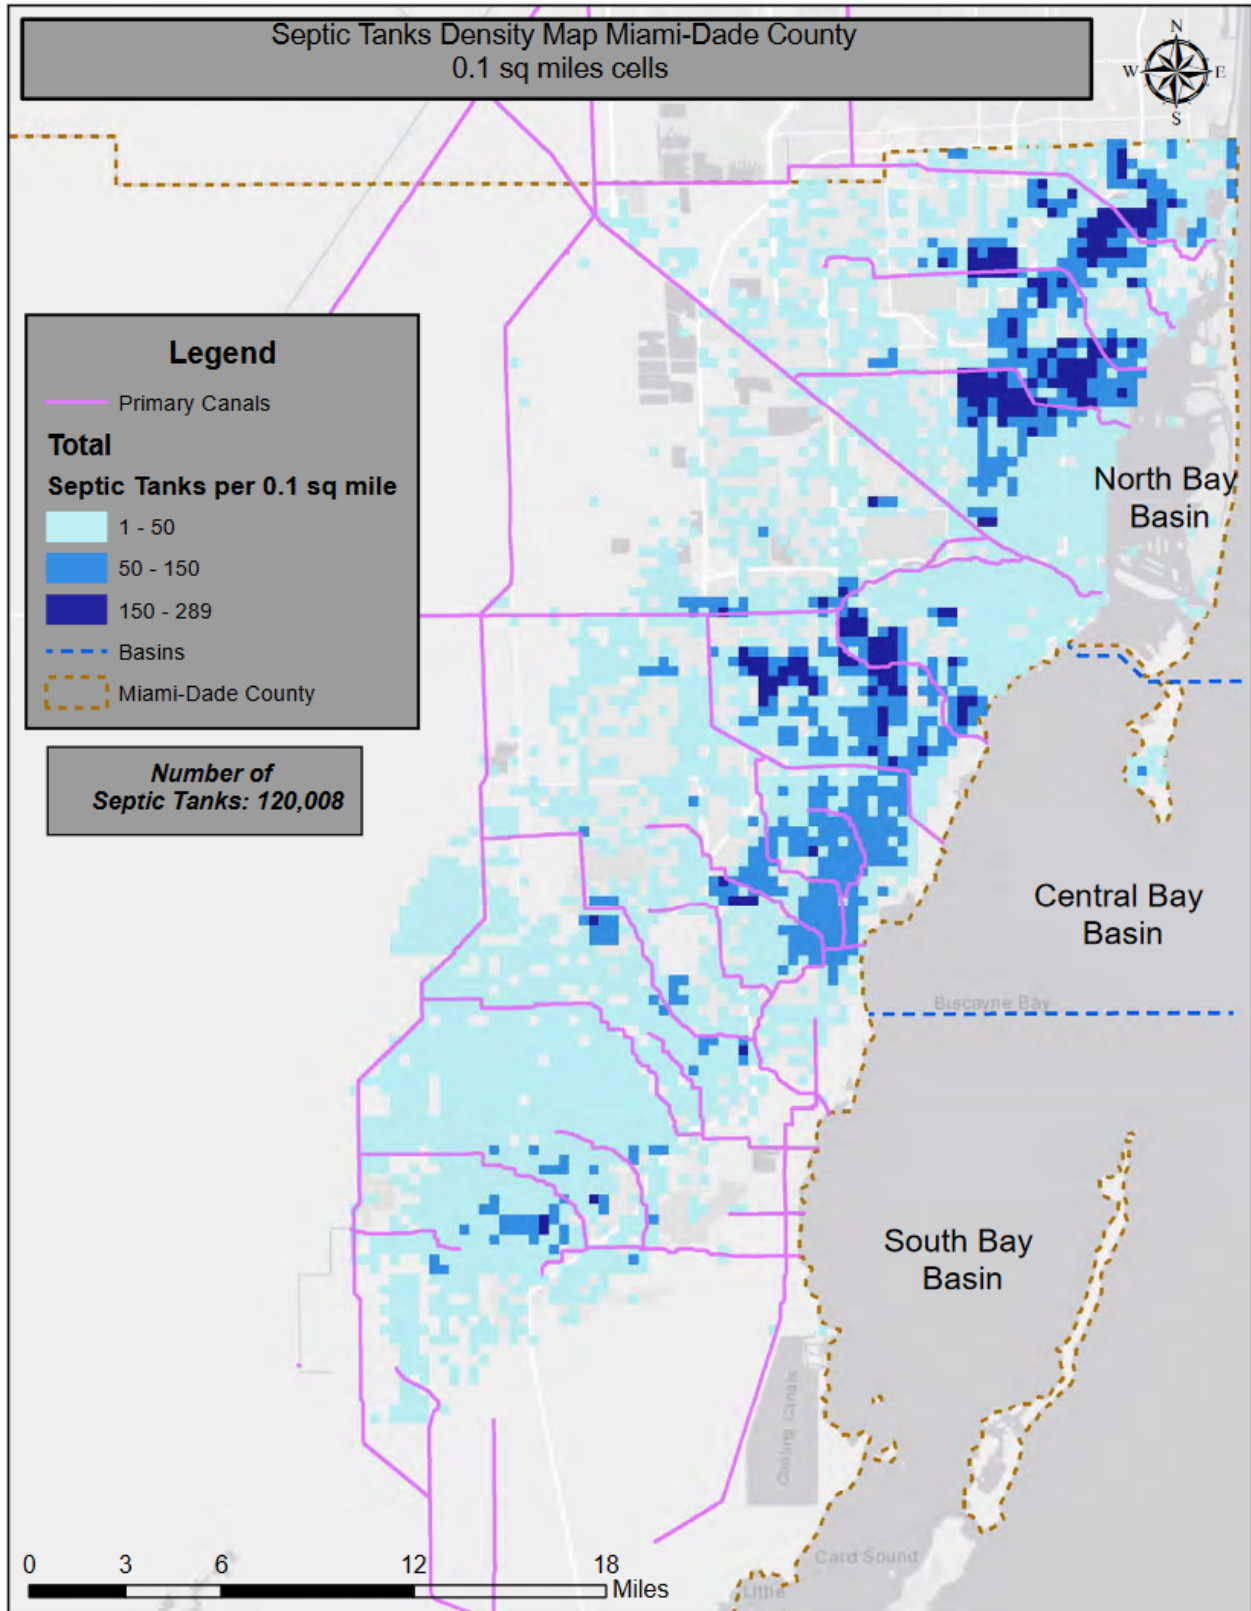 Septic Tanks Density Map Miami-Dade County
0.1 sq miles cells
N
W
E
S
Legend
Primary Canals
Total
Septic Tanks per 0.1 sq mile
1 - 50
50 - 150
150 - 289
Basins
Miami-Dade County
Number of
Septic Tanks: 120,008
North Bay
Basin
Central Bay
Basin
Biscayne Bay
South Bay
Basin
Cooling Canals
Card Sound
Little
0
3
6
12
18
Miles